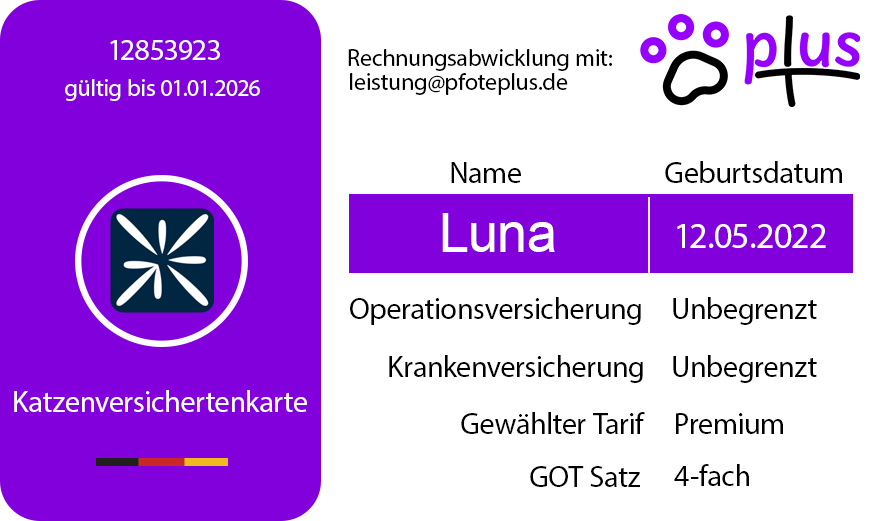 12853923
gültig bis 01.01.2026
Katzenversichertenkarte
Rechnungsabwicklung mit:
leistung@pfoteplus.de
plus
Name Geburtsdatum
Luna 12.05.2022
Operationsversicherung Unbegrenzt
Krankenversicherung Unbegrenzt
Gewählter Tarif Premium
GOT Satz 4-fach